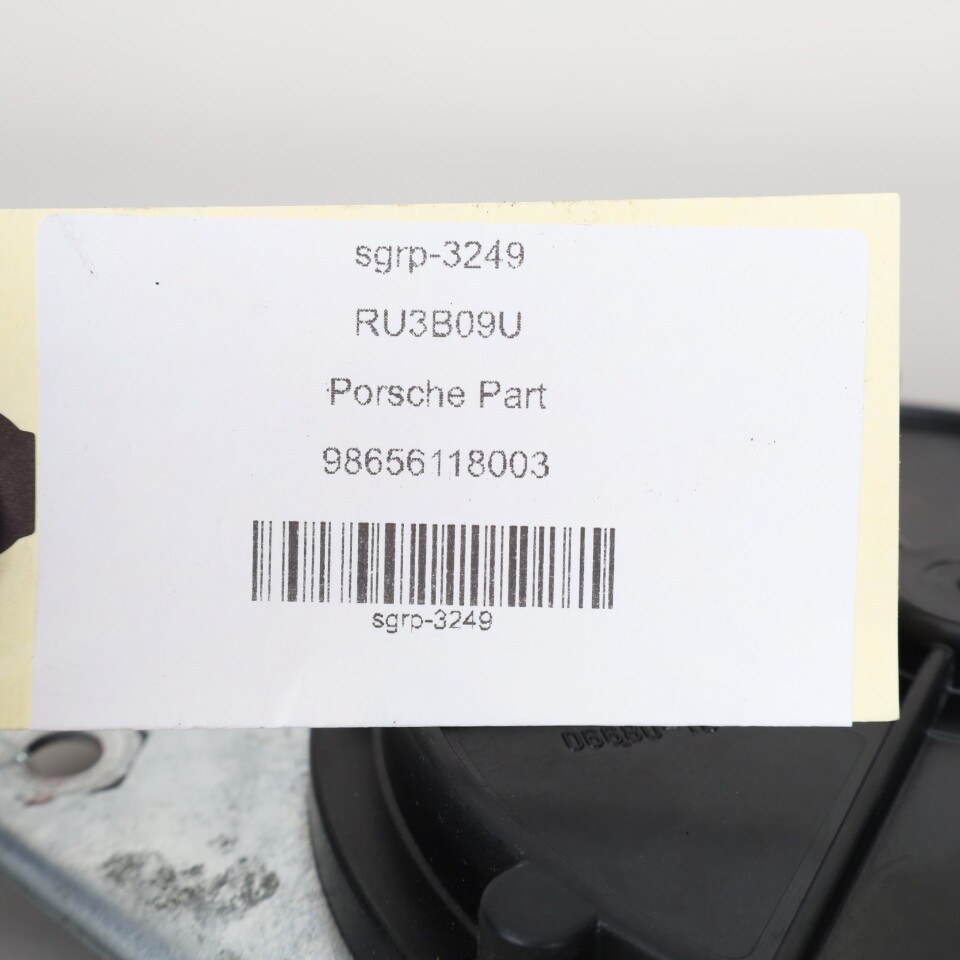 sgrp-3249
RU3B09U
Porsche Part
98656118003
sgrp-3249